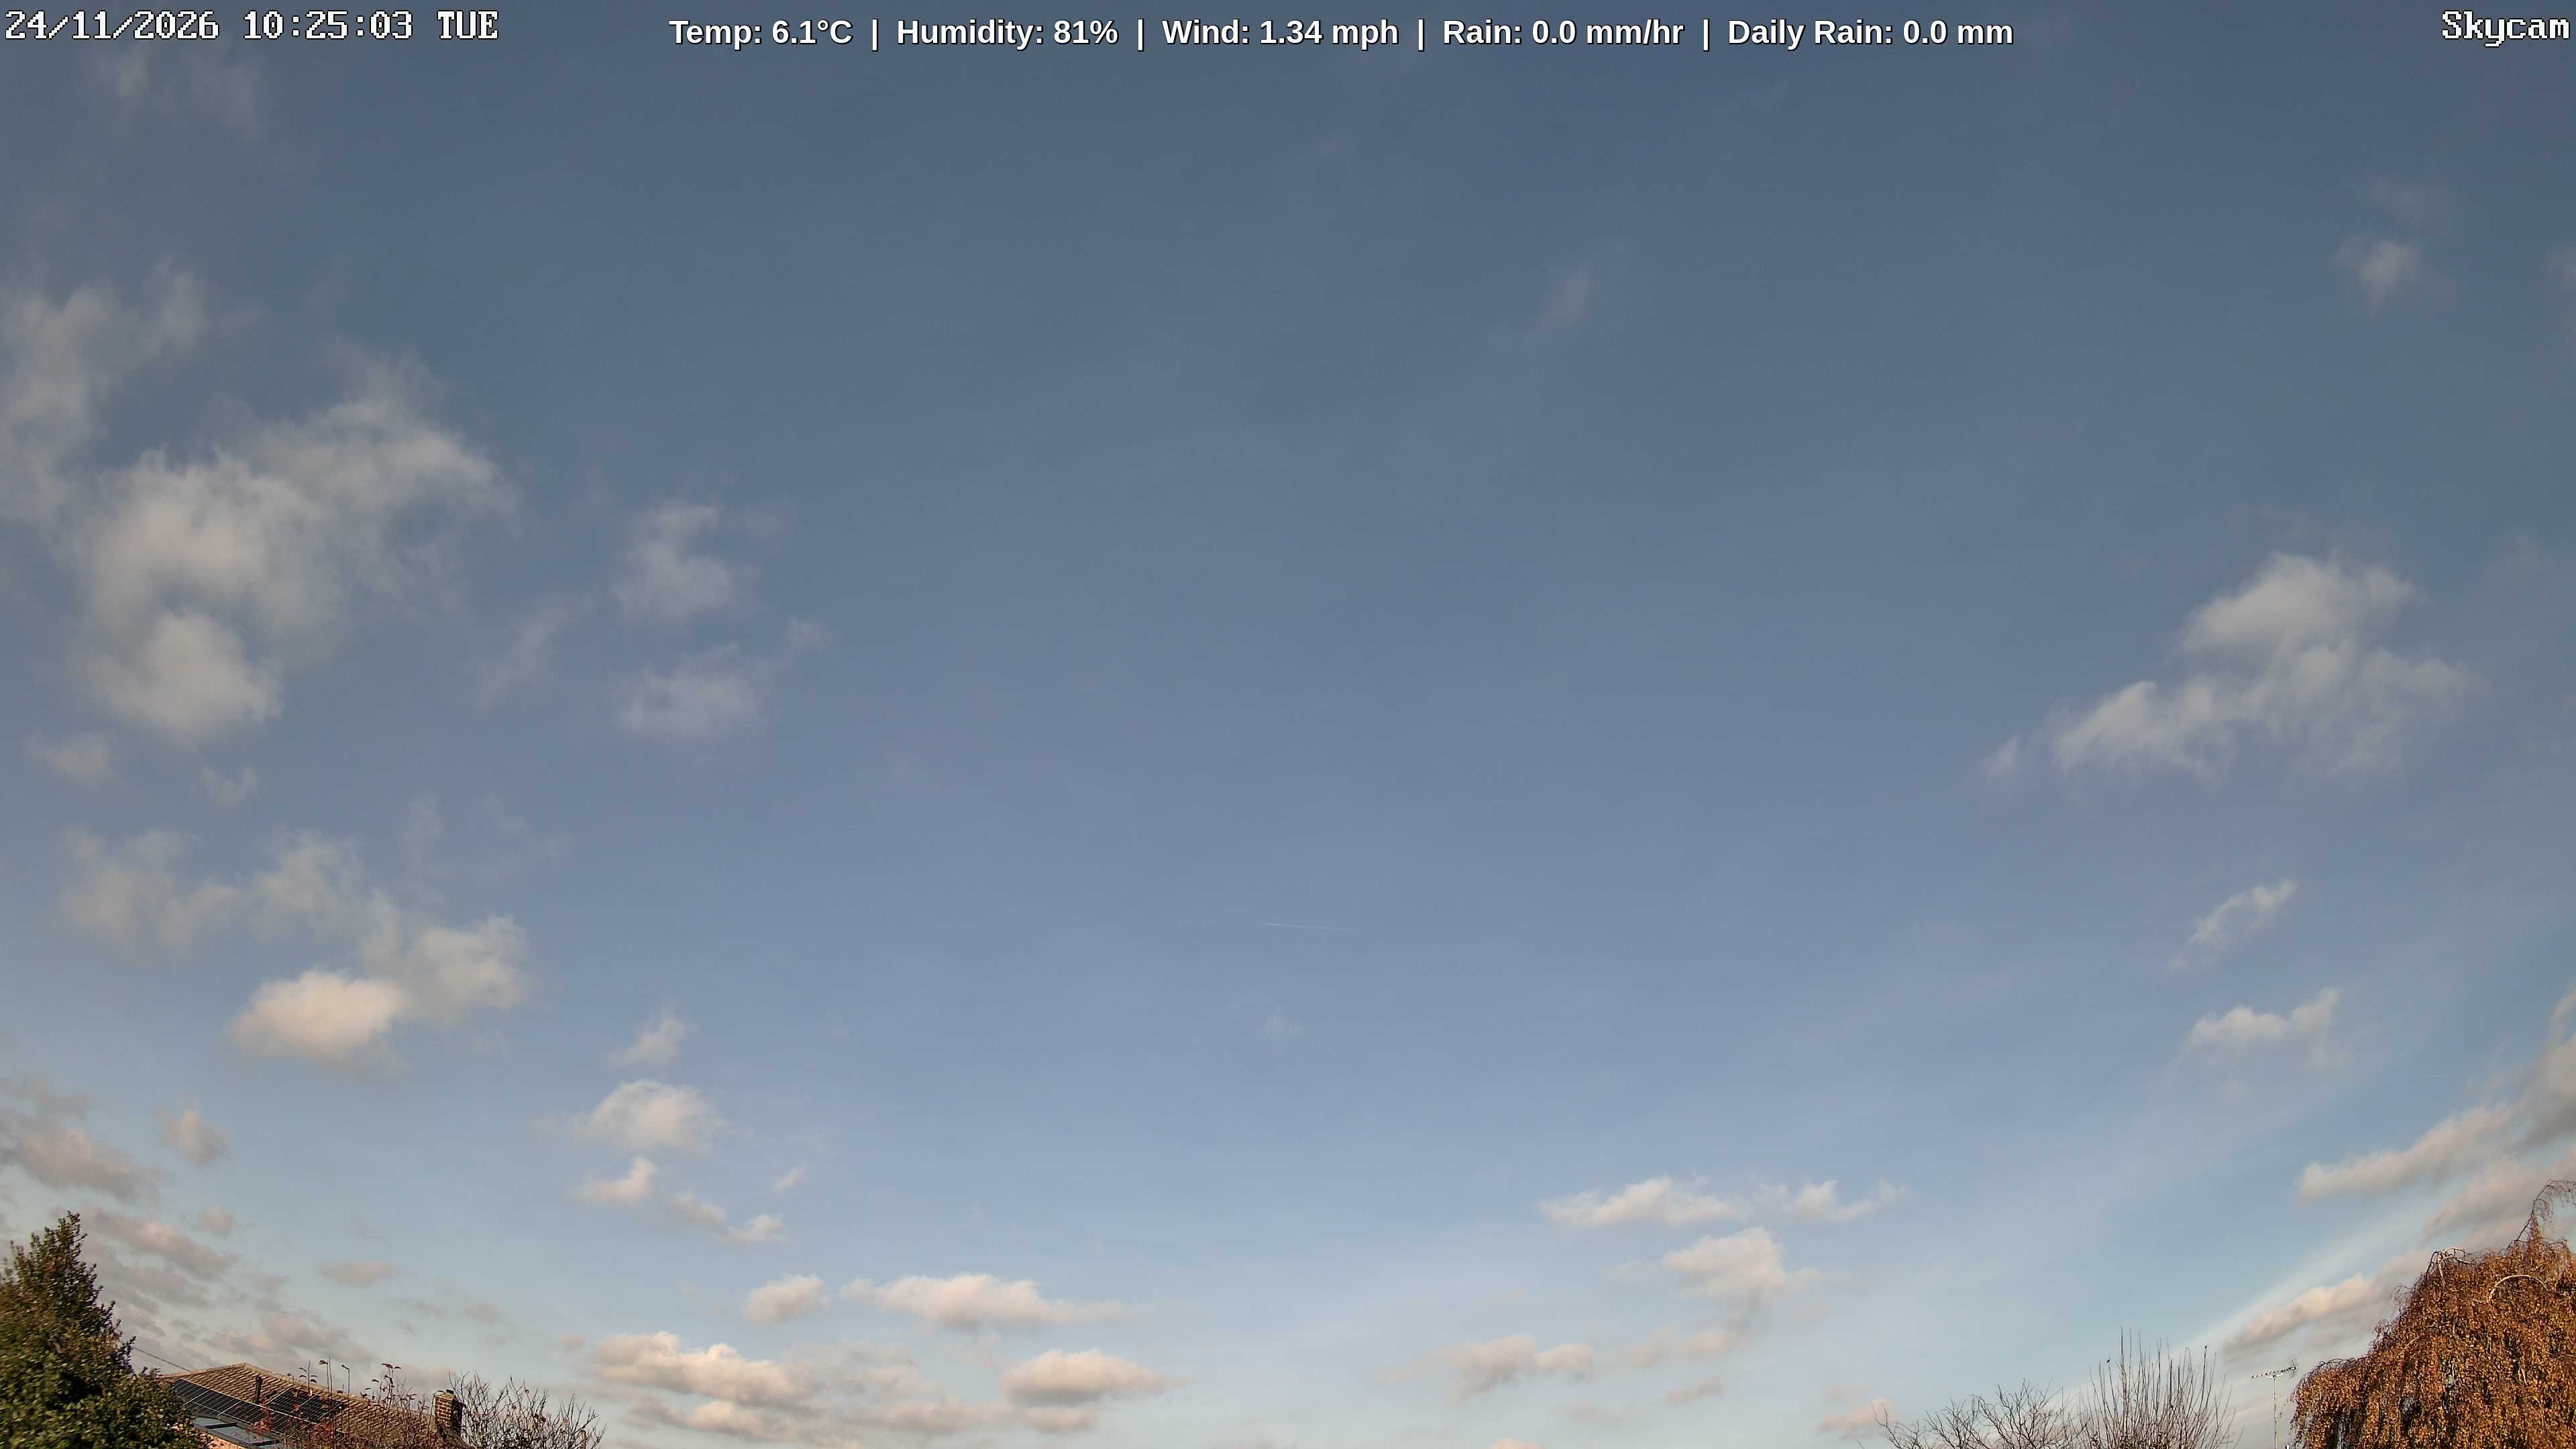 24/11/2026 10:25:03 TUE
Temp: 6.1°C | Humidity: 81% | Wind: 1.34 mph | Rain: 0.0 mm/hr | Daily Rain: 0.0 mm
Skycam